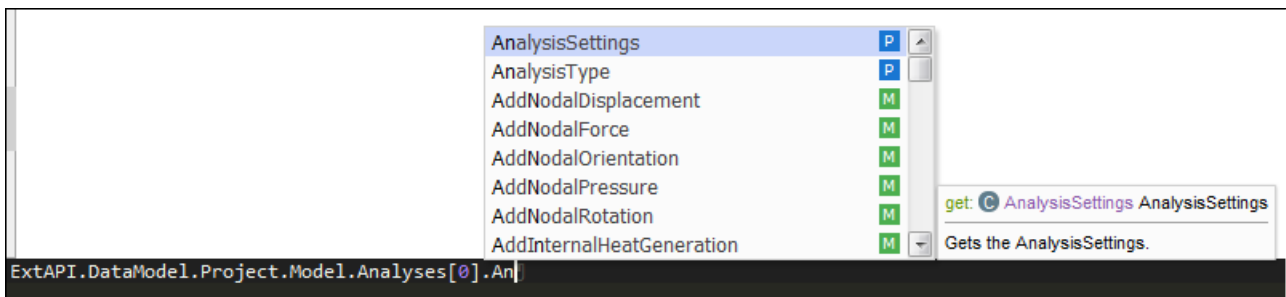 AnalysisSettings P
AnalysisType P
AddNodalDisplacement M
AddNodalForce M
AddNodalOrientation M
AddNodalPressure M
AddNodalRotation M
AddInternalHeatGeneration M
get: C AnalysisSettings AnalysisSettings
Gets the AnalysisSettings.
ExtAPI.DataModel.Project.Model.Analyses[0].An